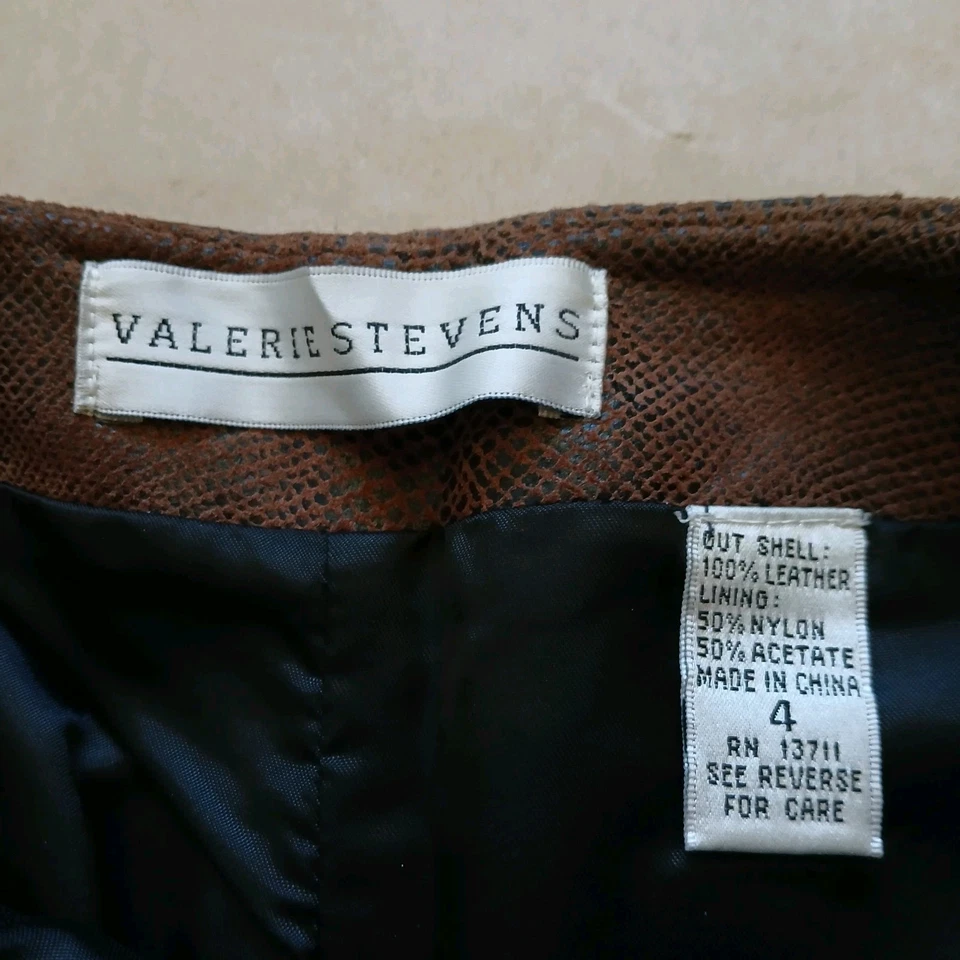 VALERIE STEVENS
OUT SHELL:
100% LEATHER
LINING:
50% NYLON
50% ACETATE
MADE IN CHINA
4
RN 13711
SEE REVERSE
FOR CARE